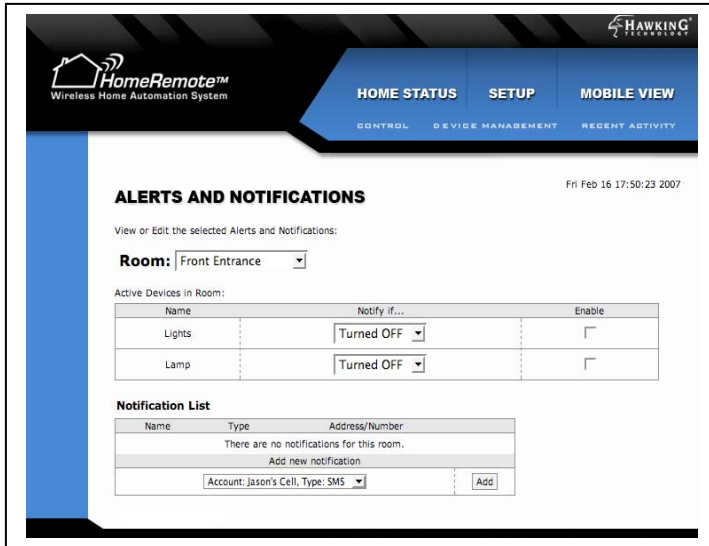 HAWKING
TECHNOLOGY
HomeRemote™
Wireless Home Automation System
HOME STATUS SETUP MOBILE VIEW
CONTROL DEVICE MANAGEMENT RECENT ACTIVITY
Fri Feb 16 17:50:23 2007
ALERTS AND NOTIFICATIONS
View or Edit the selected Alerts and Notifications:
Room: Front Entrance
Active Devices in Room:
Name Notify if... Enable
Lights Turned OFF
Lamp Turned OFF
Notification List
Name Type Address/Number
There are no notifications for this room.
Add new notification
Account: Jason's Cell, Type: SMS Add